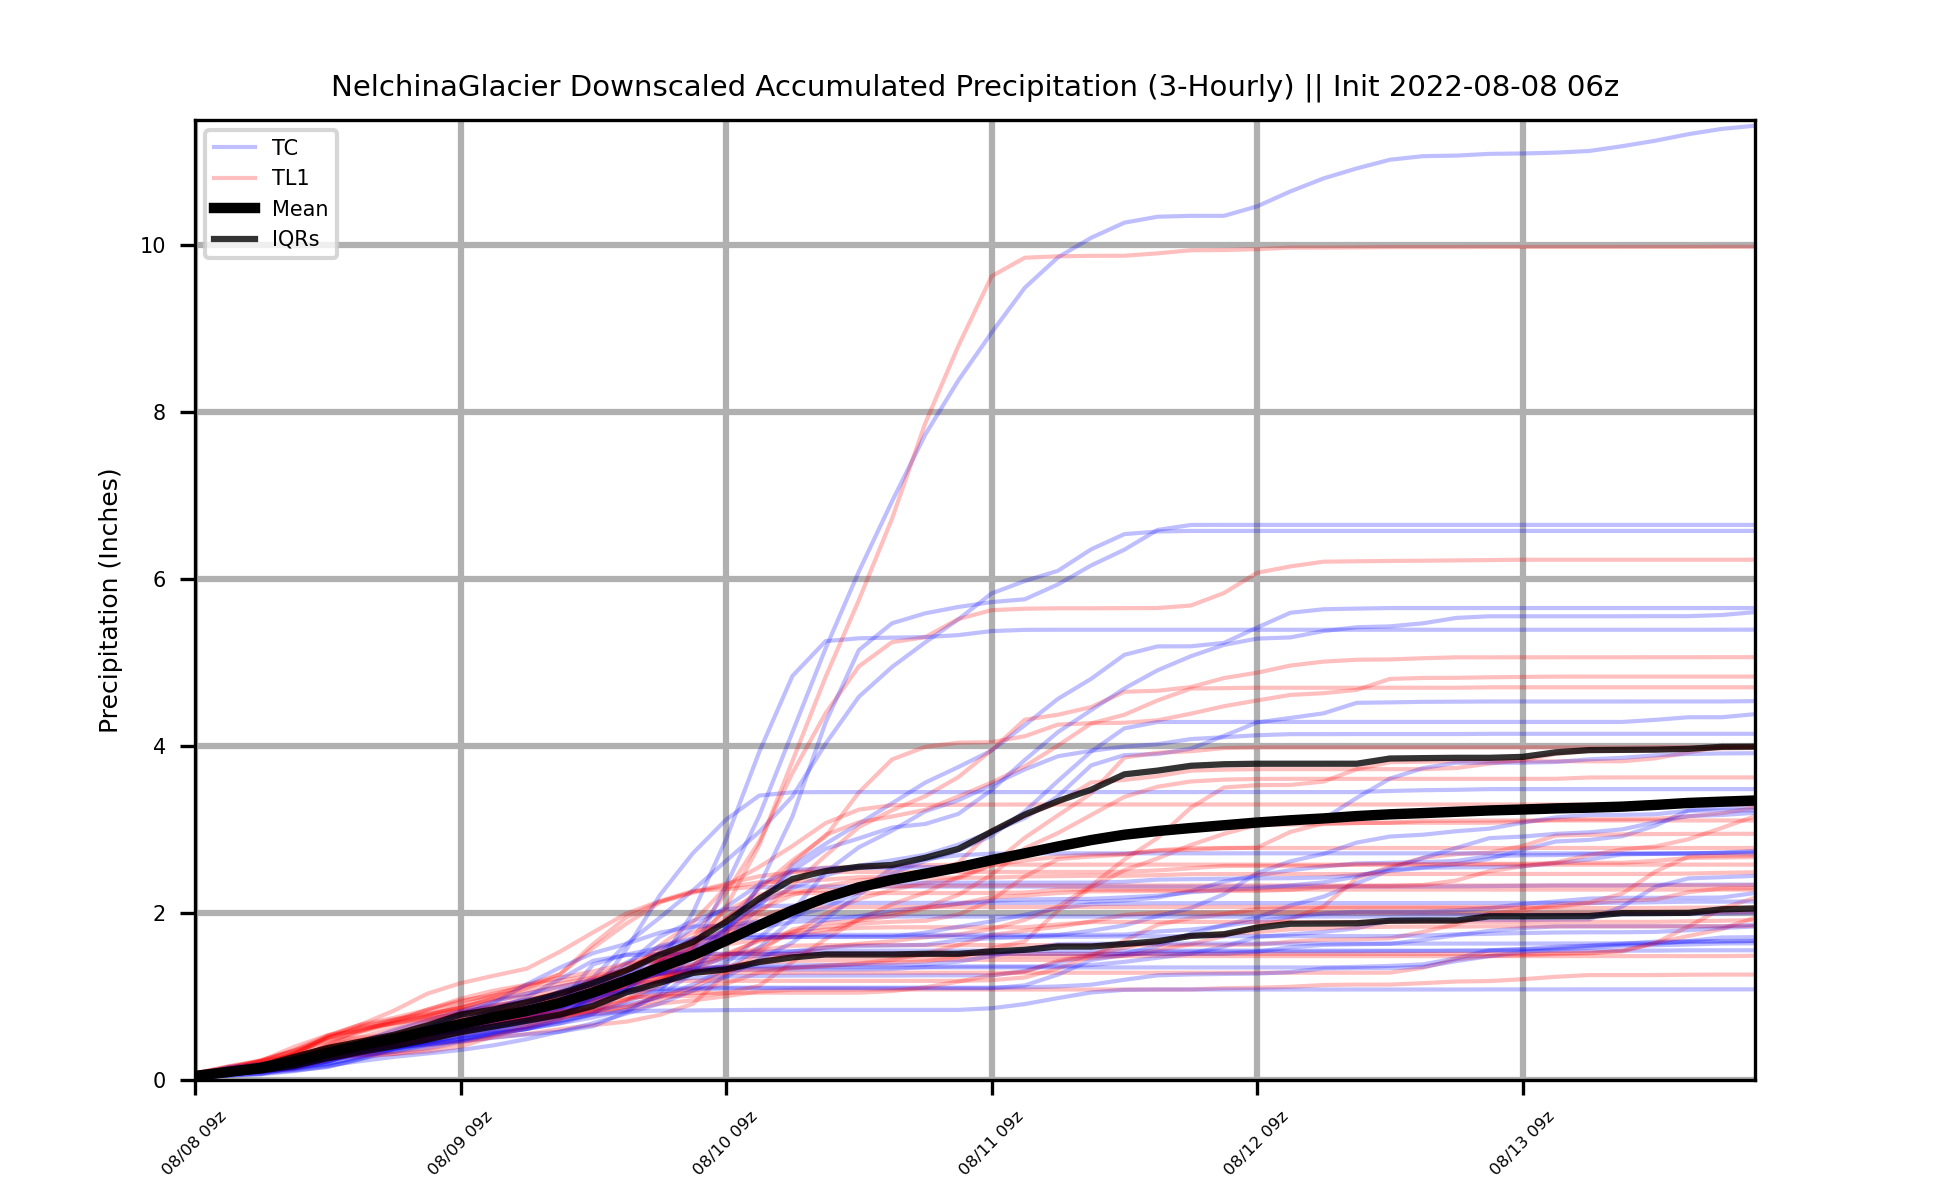 NelchinaGlacier Downscaled Accumulated Precipitation (3-Hourly) || Init 2022-08-08 06z
TC
TL1
Mean
IQRs
Precipitation (Inches)
10
8
6
4
2
0
08/08 09z
08/09 09z
08/10 09z
08/11 09z
08/12 09z
08/13 09z